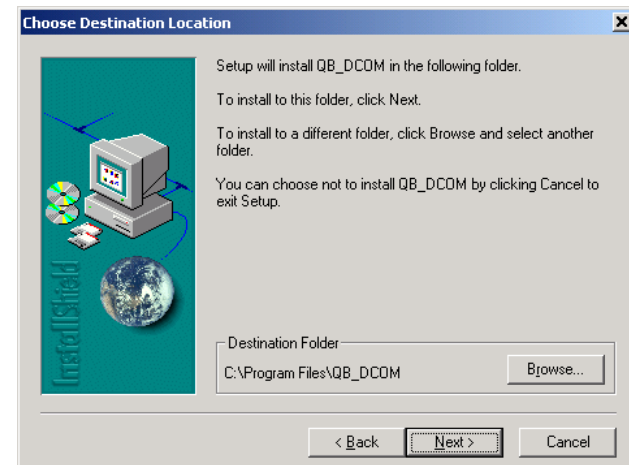 Choose Destination Location
Setup will install QB_DCOM in the following folder.
To install to this folder, click Next.
To install to a different folder, click Browse and select another
folder.
You can choose not to install QB_DCOM by clicking Cancel to
exit Setup.
InstallShield
Destination Folder
C:\Program Files\QB_DCOM
Browse...
< Back
Next >
Cancel